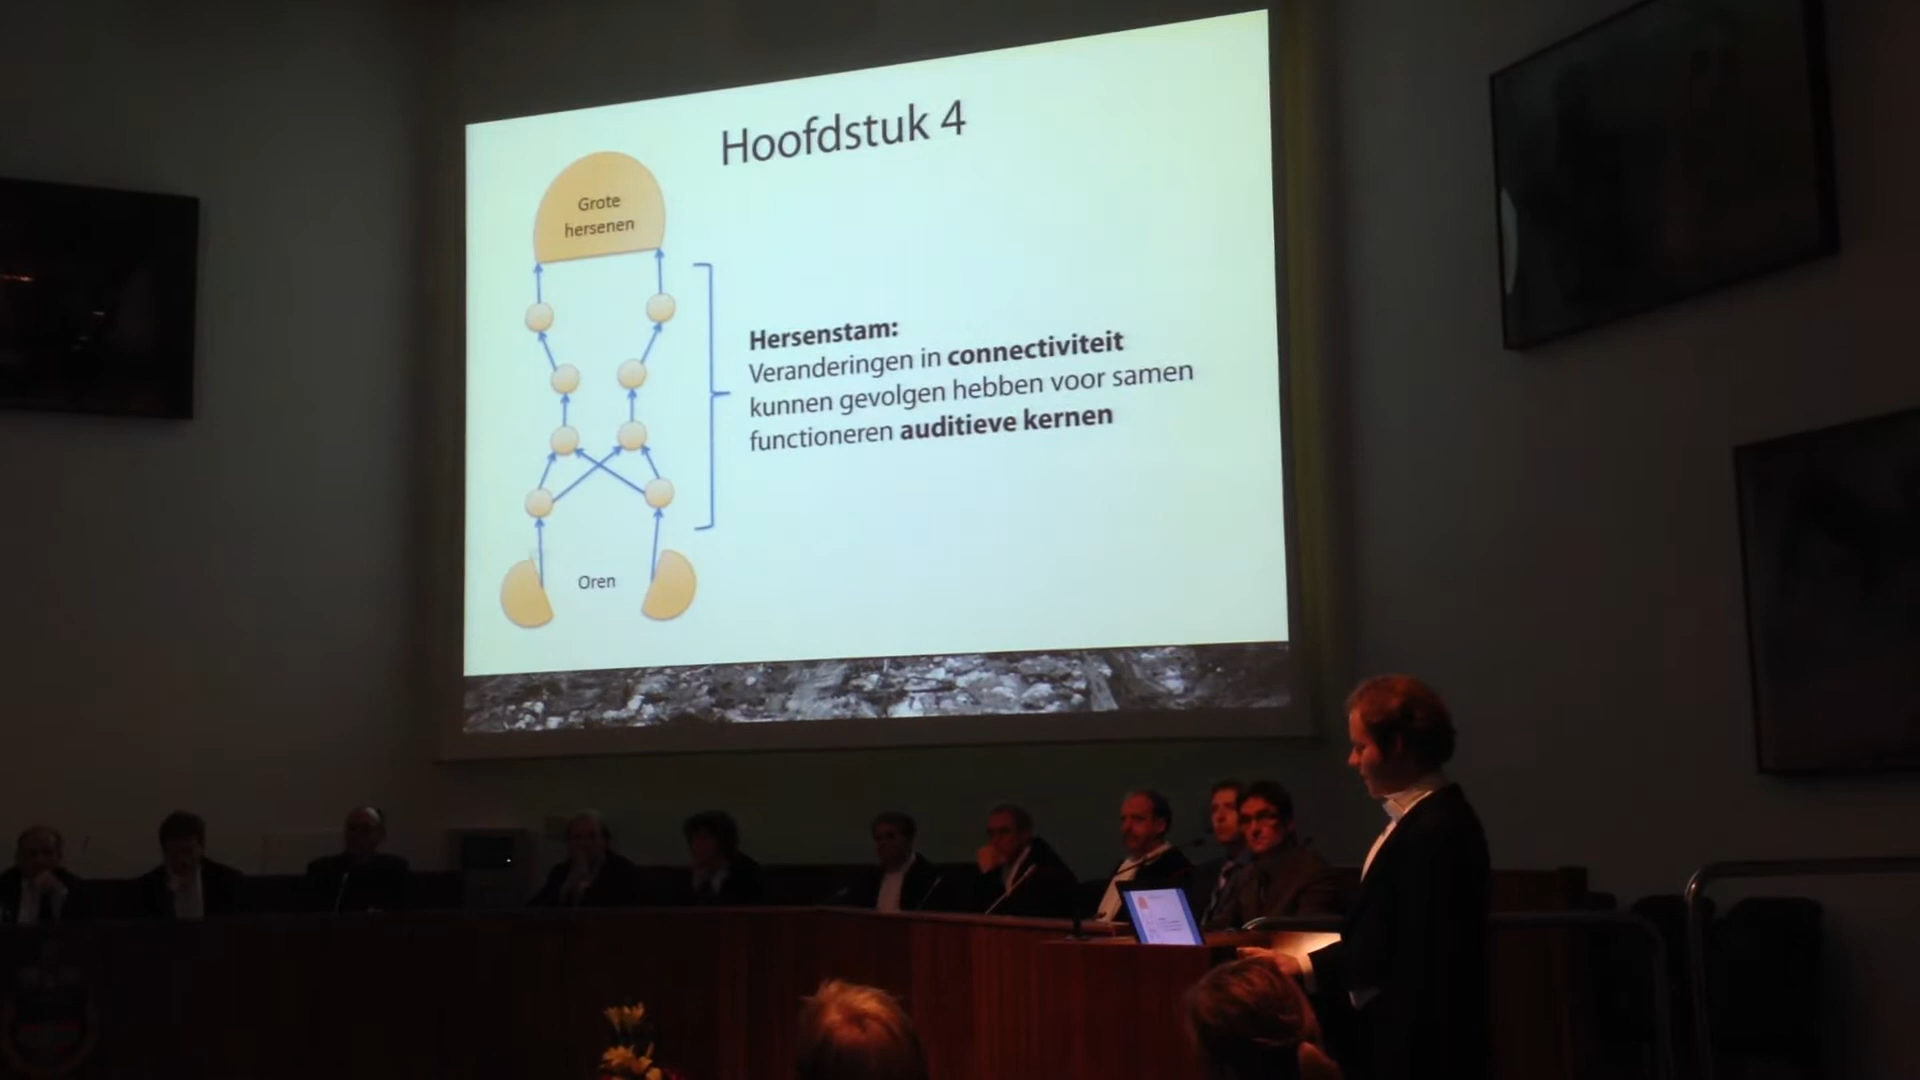 Hoofdstuk 4
Grote
hersenen
Hersenstam:
Veranderingen in connectiviteit
kunnen gevolgen hebben voor samen
functioneren auditieve kernen
Oren